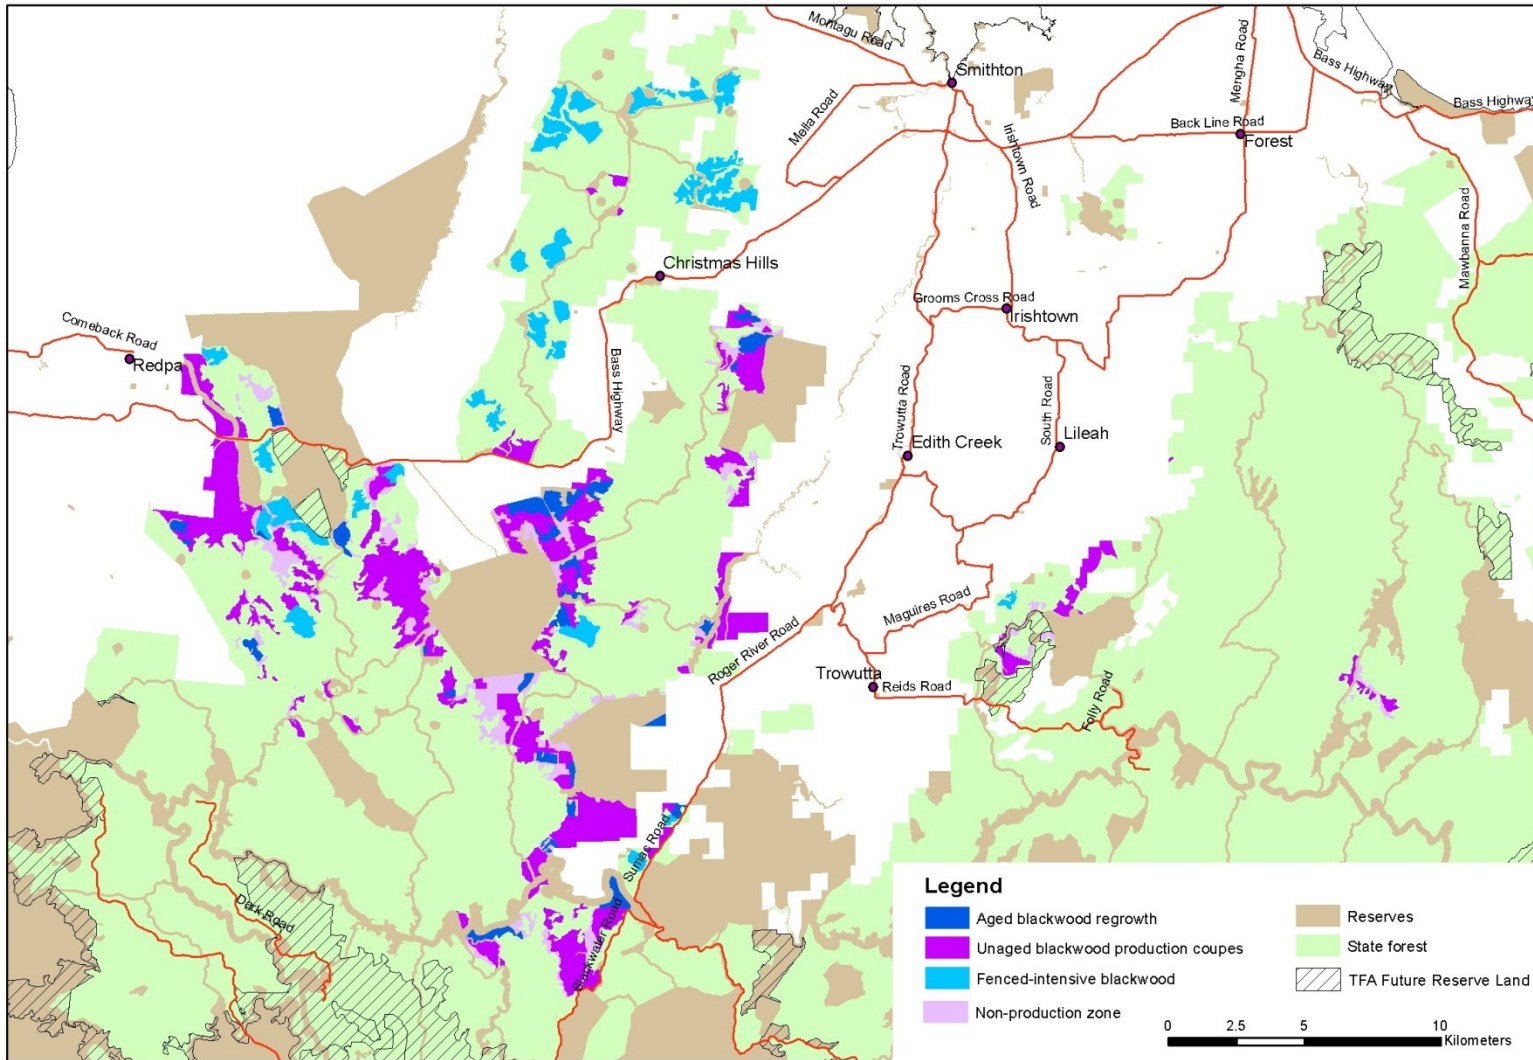 Montagu Road
Smithton
Mella Road
Irishtown Road
Mengha Road
Bass Highway
Bass Highway
Back Line Road
Forest
Mawbanna Road
Christmas Hills
Grooms Cross Road
Irishtown
Comeback Road
Redpa
Bass Highway
Trowutta Road
South Road
Edith Creek
Lileah
Maguires Road
Roger River Road
Trowutta
Reids Road
Folly Road
Sumac Road
Dark Road
Blackwater Road
Legend
Aged blackwood regrowth
Unaged blackwood production coupes
Fenced-intensive blackwood
Non-production zone
Reserves
State forest
TFA Future Reserve Land
0 2.5 5 10
Kilometers